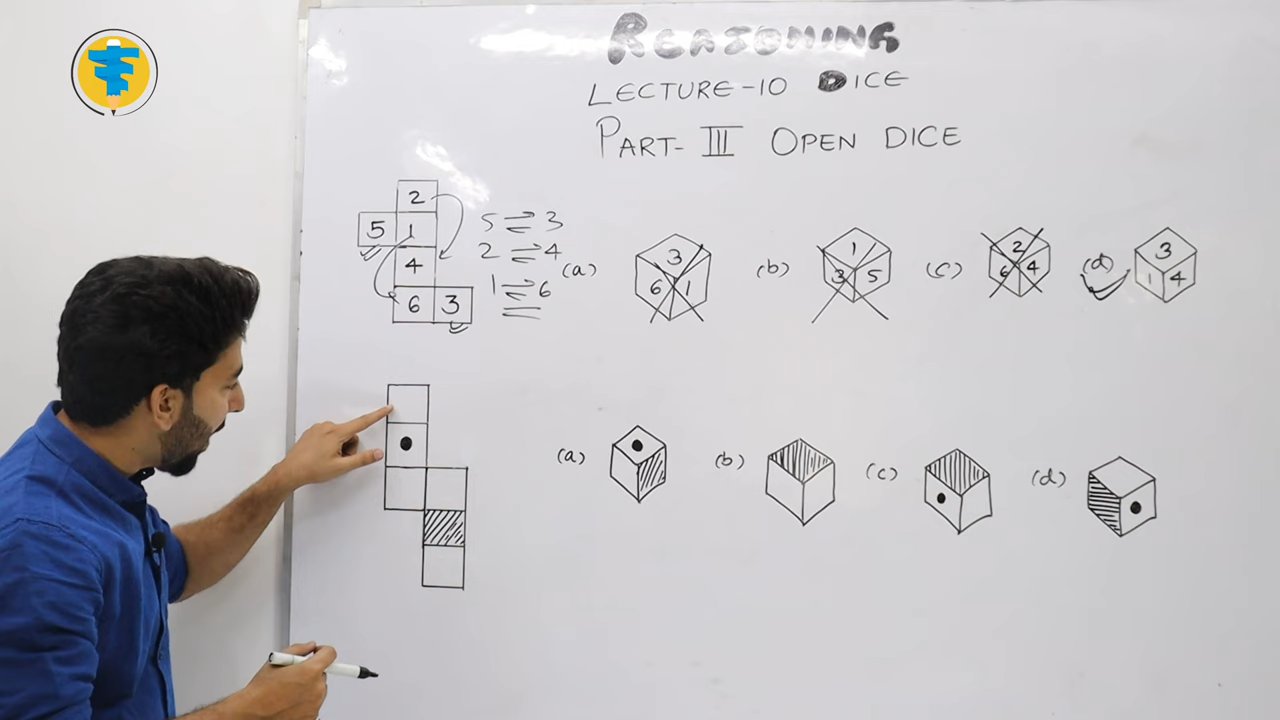 REASONING
LECTURE-10 DICE
PART-III OPEN DICE
2
5 1
4
6 3
5 ⇌ 3
2 ⇌ 4
1 ⇌ 6
(a) 3 6 1
(b) 1 3 5
(c) 2 6 4
(d) 3 1 4
(a)
(b)
(c)
(d)